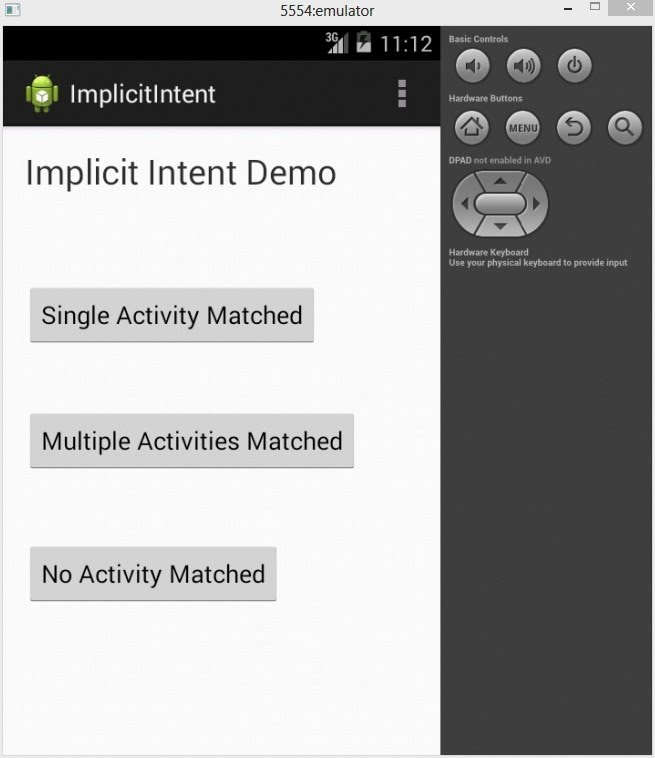 5554:emulator
3G 11:12
ImplicitIntent
Implicit Intent Demo
Single Activity Matched
Multiple Activities Matched
No Activity Matched
Basic Controls
Hardware Buttons
MENU
DPAD not enabled in AVD
Hardware Keyboard
Use your physical keyboard to provide input